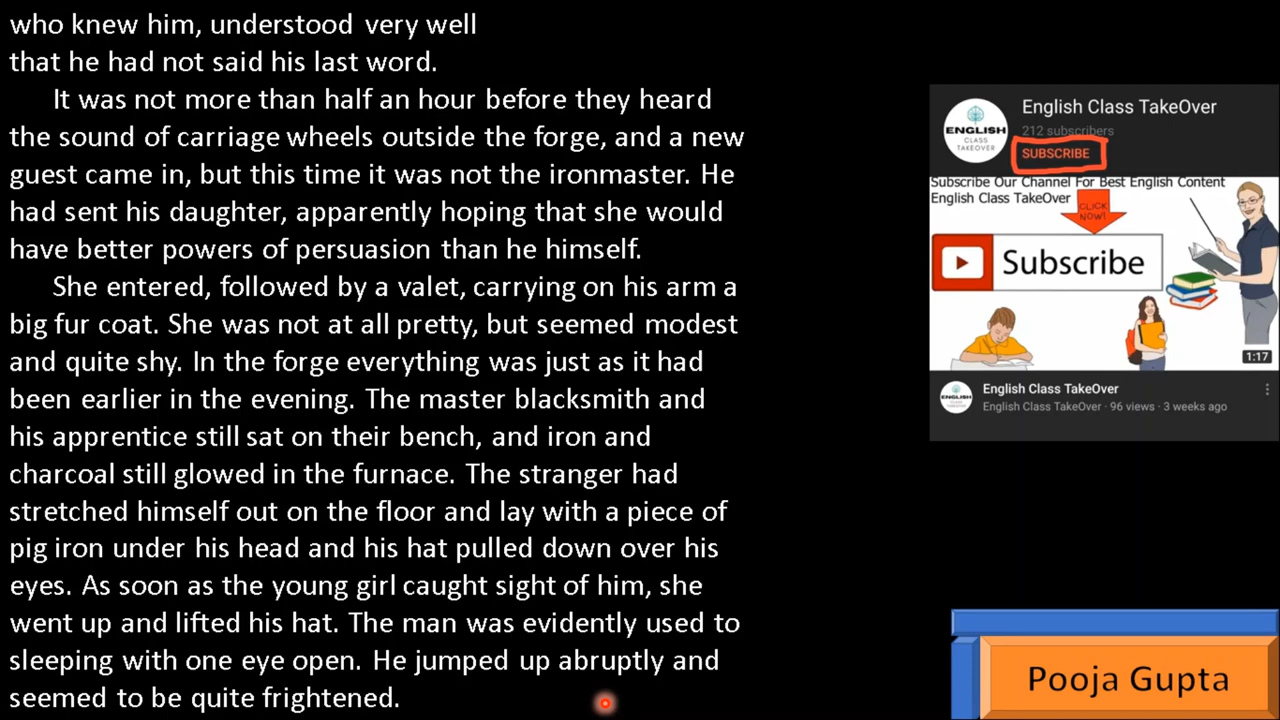 who knew him, understood very well
that he had not said his last word.
It was not more than half an hour before they heard
the sound of carriage wheels outside the forge, and a new
guest came in, but this time it was not the ironmaster. He
had sent his daughter, apparently hoping that she would
have better powers of persuasion than he himself.
She entered, followed by a valet, carrying on his arm a
big fur coat. She was not at all pretty, but seemed modest
and quite shy. In the forge everything was just as it had
been earlier in the evening. The master blacksmith and
his apprentice still sat on their bench, and iron and
charcoal still glowed in the furnace. The stranger had
stretched himself out on the floor and lay with a piece of
pig iron under his head and his hat pulled down over his
eyes. As soon as the young girl caught sight of him, she
went up and lifted his hat. The man was evidently used to
sleeping with one eye open. He jumped up abruptly and
seemed to be quite frightened.
English Class TakeOver
212 subscribers
SUBSCRIBE
ENGLISH
CLASS
TAKEOVER
Subscribe Our Channel For Best English Content
English Class TakeOver
CLICK
NOW!
Subscribe
1:17
English Class TakeOver
English Class TakeOver · 96 views · 3 weeks ago
ENGLISH
Pooja Gupta